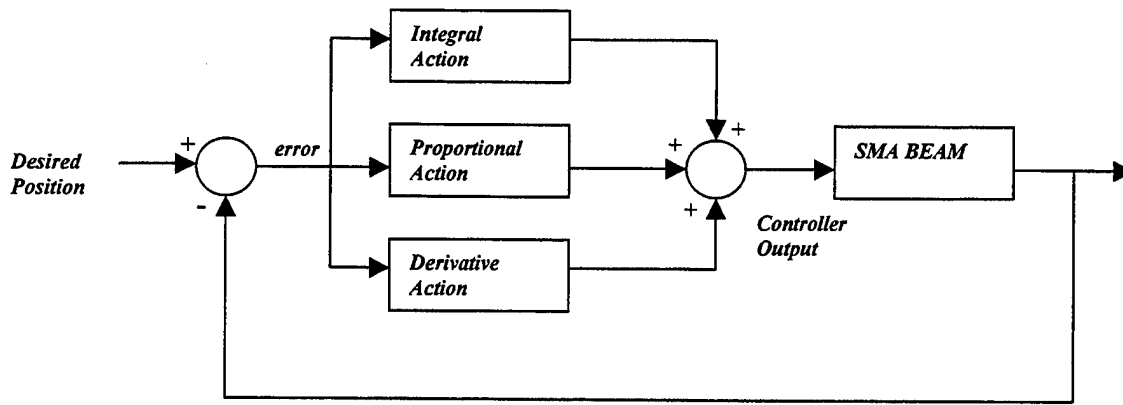 Integral
Action
+
+
+
Desired
Position
error
Proportional
Action
SMA BEAM
-
+
Controller
Output
Derivative
Action